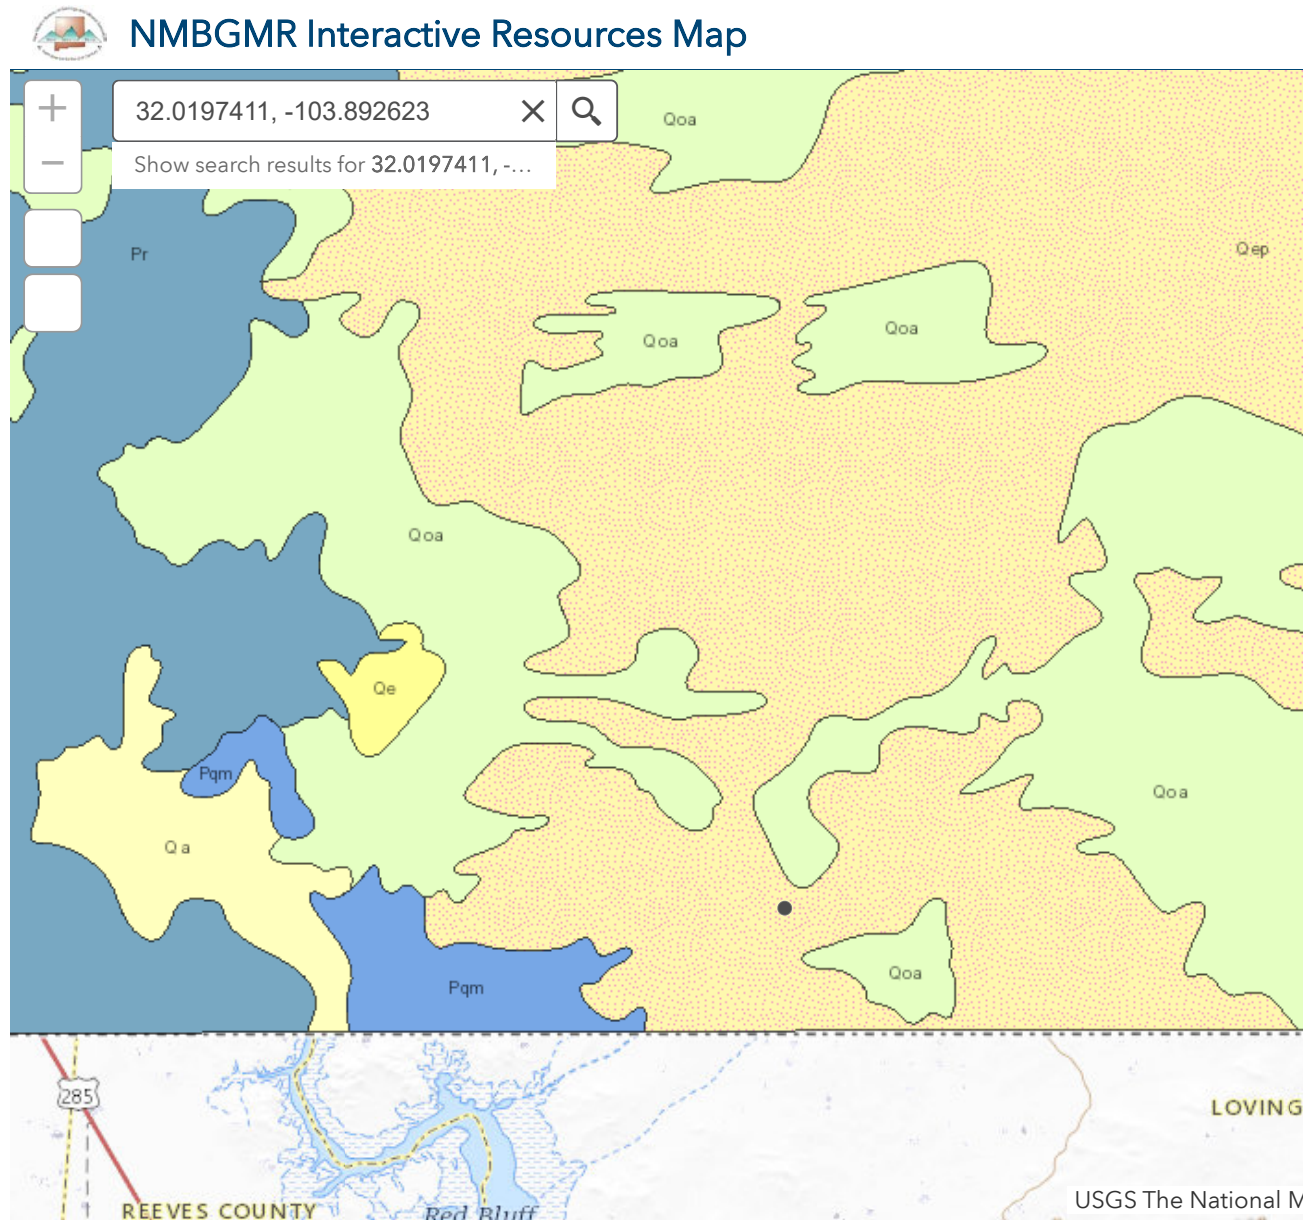 NMBGMR Interactive Resources Map
+
32.0197411, -103.892623
−
Show search results for 32.0197411, -...
Qoa
Pr
Qep
Qoa
Qoa
Qoa
Qe
Pqm
Qoa
Qa
Qoa
Pqm
285
LOVING
USGS The National M
REEVES COUNTY
Red Bluff